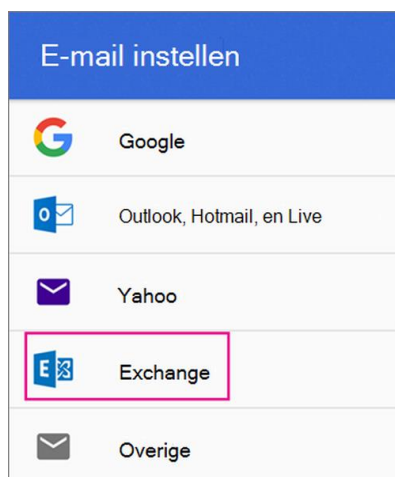 E-mail instellen
Google
Outlook, Hotmail, en Live
Yahoo
Exchange
Overige